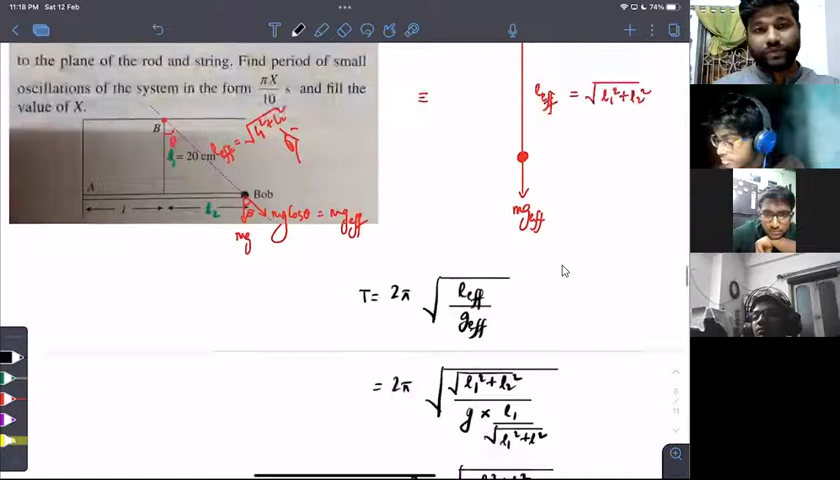 11:18 PM Sat 12 Feb
74%
to the plane of the rod and string. Find period of small
oscillations of the system in the form πX/10 s and fill the
value of X.
B
θ
l₁ = 20 cm
l_eff = √(l₁² + l₂²)
θ
A
Bob
l
l₂
θ
mg cosθ = mg_eff
mg
≡
l_eff = √(l₁² + l₂²)
mg_eff
T = 2π √(l_eff / g_eff)
= 2π √(√(l₁² + l₂²) / (g × l₁/√(l₁² + l²)))
8
/
11